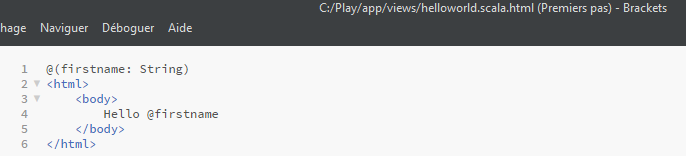 C:/Play/app/views/helloworld.scala.html (Premiers pas) - Brackets
hage Naviguer Déboguer Aide
1 @(firstname: String)
2 <html>
3 <body>
4 Hello @firstname
5 </body>
6 </html>